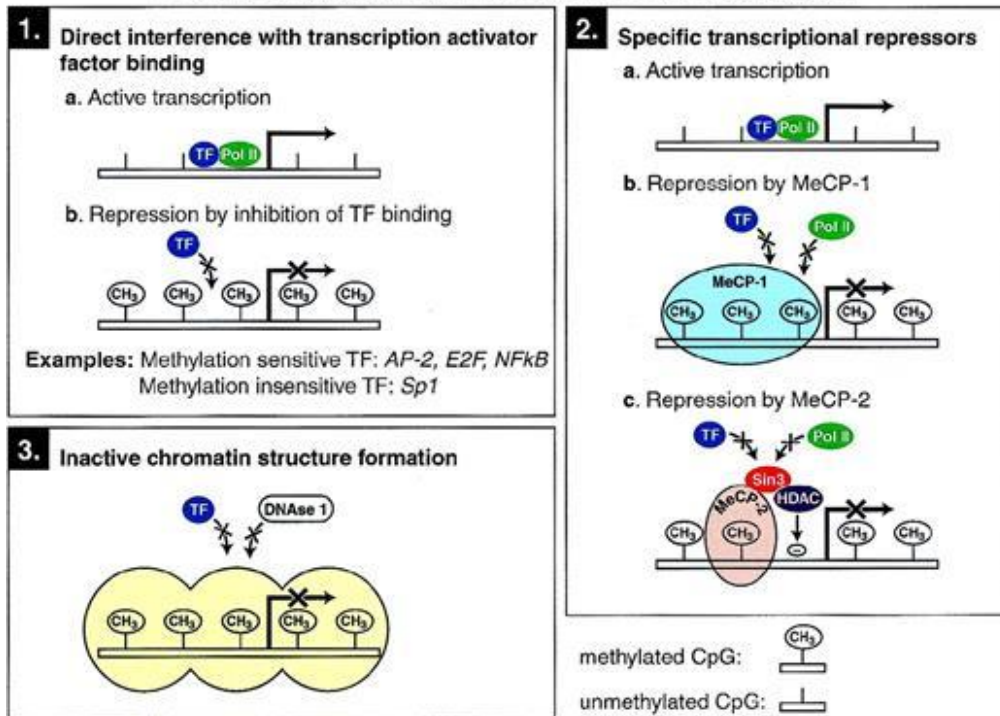 1. Direct interference with transcription activator
factor binding
a. Active transcription
TF Pol II
b. Repression by inhibition of TF binding
TF
CH3 CH3 CH3 CH3 CH3
Examples: Methylation sensitive TF: AP-2, E2F, NFkB
Methylation insensitive TF: Sp1
2. Specific transcriptional repressors
a. Active transcription
TF Pol II
b. Repression by MeCP-1
TF Pol II
MeCP-1
CH3 CH3 CH3 CH3 CH3
c. Repression by MeCP-2
TF Pol II
Sin3
MeCP-2 HDAC
CH3 CH3 CH3 CH3
−
3. Inactive chromatin structure formation
TF DNAse 1
CH3 CH3 CH3 CH3 CH3
CH3
methylated CpG:
unmethylated CpG: